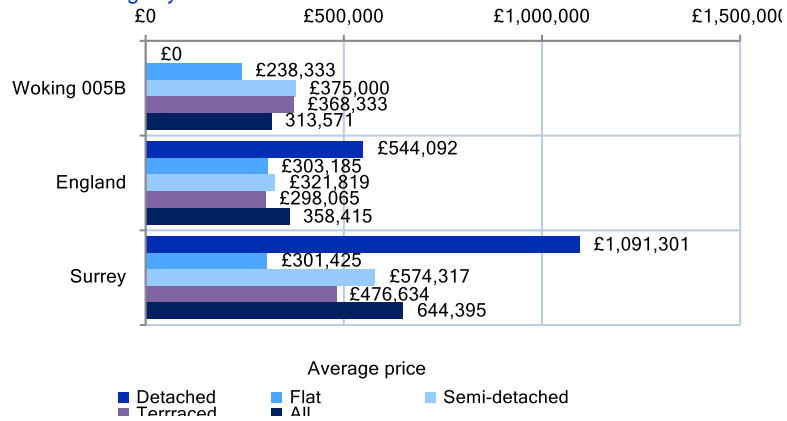 £0 £500,000 £1,000,000 £1,500,00
£0
£238,333
Woking 005B
£375,000
£368,333
313,571
£544,092
£303,185
England
£321,819
£298,065
358,415
£1,091,301
£301,425
Surrey
£574,317
£476,634
644,395
Average price
Detached Flat Semi-detached
Terrraced All